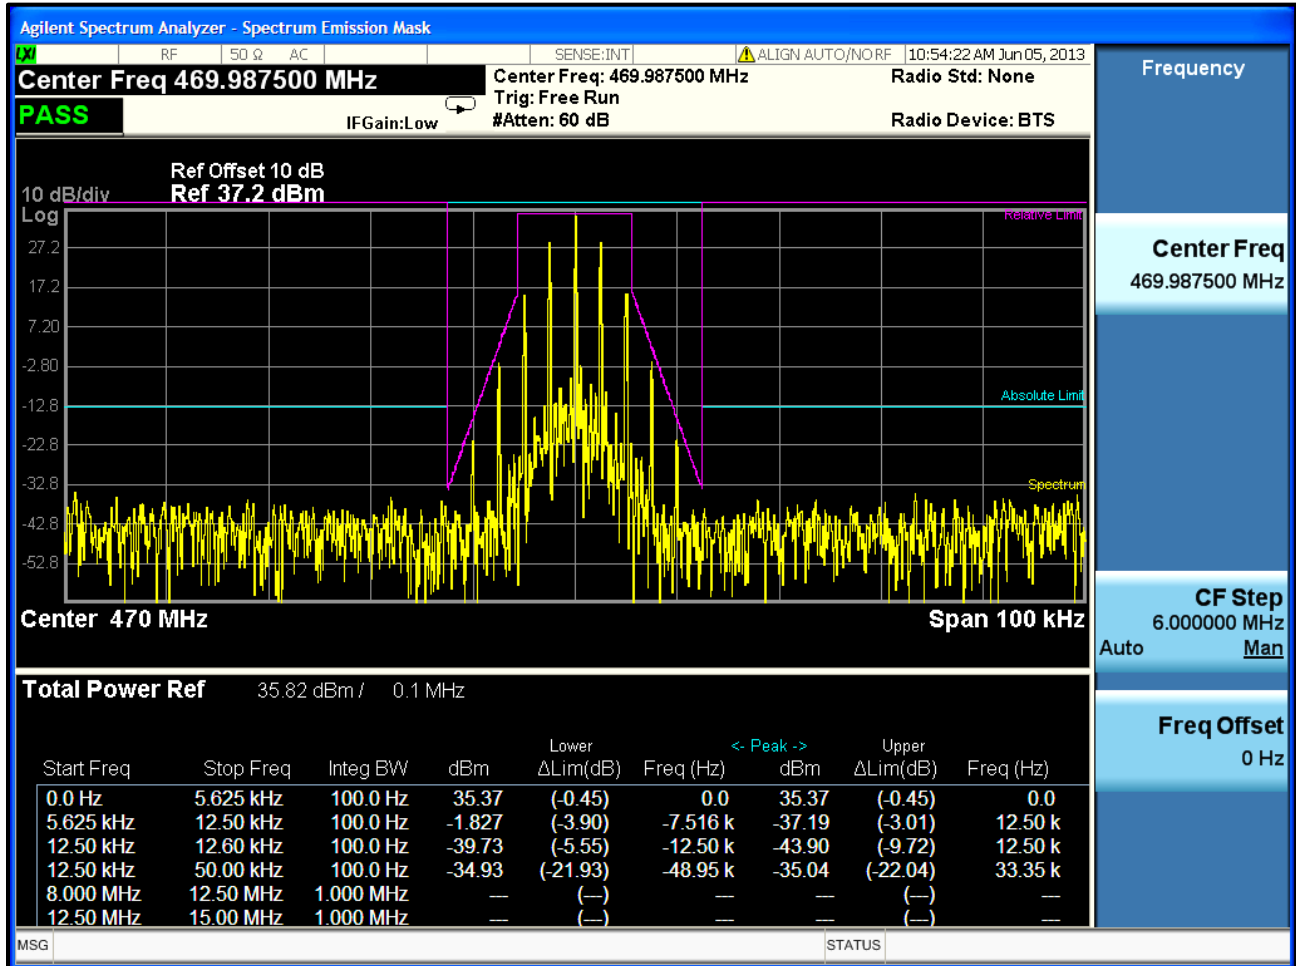 Agilent Spectrum Analyzer - Spectrum Emission Mask
LXI RF 50 Ω AC SENSE:INT ALIGN AUTO/NO RF 10:54:22 AM Jun 05, 2013
Center Freq 469.987500 MHz
Center Freq: 469.987500 MHz
Radio Std: None
Trig: Free Run
PASS
IFGain:Low
#Atten: 60 dB
Radio Device: BTS
Ref Offset 10 dB
10 dB/div Ref 37.2 dBm
Log
Relative Limit
27.2
17.2
7.20
-2.80
Absolute Limit
-12.8
-22.8
-32.8
Spectrum
-42.8
-52.8
Center 470 MHz Span 100 kHz
Total Power Ref 35.82 dBm / 0.1 MHz
Lower <- Peak -> Upper
Start Freq Stop Freq Integ BW dBm ΔLim(dB) Freq (Hz) dBm ΔLim(dB) Freq (Hz)
0.0 Hz 5.625 kHz 100.0 Hz 35.37 (-0.45) 0.0 35.37 (-0.45) 0.0
5.625 kHz 12.50 kHz 100.0 Hz -1.827 (-3.90) -7.516 k -37.19 (-3.01) 12.50 k
12.50 kHz 12.60 kHz 100.0 Hz -39.73 (-5.55) -12.50 k -43.90 (-9.72) 12.50 k
12.50 kHz 50.00 kHz 100.0 Hz -34.93 (-21.93) -48.95 k -35.04 (-22.04) 33.35 k
8.000 MHz 12.50 MHz 1.000 MHz --- (---) --- --- (---) ---
12.50 MHz 15.00 MHz 1.000 MHz --- (---) --- --- (---) ---
MSG STATUS
Frequency
Center Freq
469.987500 MHz
CF Step
6.000000 MHz
Auto Man
Freq Offset
0 Hz